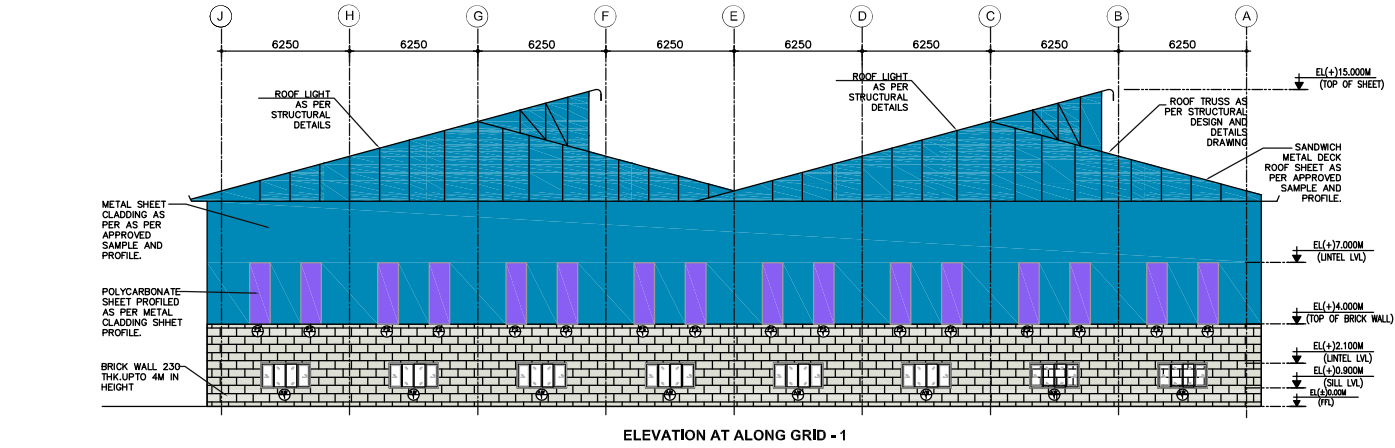 J H G F E D C B A
6250 6250 6250 6250 6250 6250 6250 6250
ROOF LIGHT
AS PER
STRUCTURAL
DETAILS
ROOF LIGHT
AS PER
STRUCTURAL
DETAILS
EL(+)15.000M
(TOP OF SHEET)
ROOF TRUSS AS
PER STRUCTURAL
DESIGN AND
DETAILS
DRAWING
SANDWICH
METAL DECK
ROOF SHEET AS
PER APPROVED
SAMPLE AND
PROFILE.
METAL SHEET
CLADDING AS
PER AS PER
APPROVED
SAMPLE AND
PROFILE.
EL(+)7.000M
(LINTEL LVL)
POLYCARBONATE
SHEET PROFILED
AS PER METAL
CLADDING SHHET
PROFILE.
EL(+)4.000M
(TOP OF BRICK WALL)
EL(+)2.100M
(LINTEL LVL)
BRICK WALL 230
THK.UPTO 4M IN
HEIGHT
EL(+)0.900M
(SILL LVL)
EL(±)0.00M
(FFL)
ELEVATION AT ALONG GRID - 1